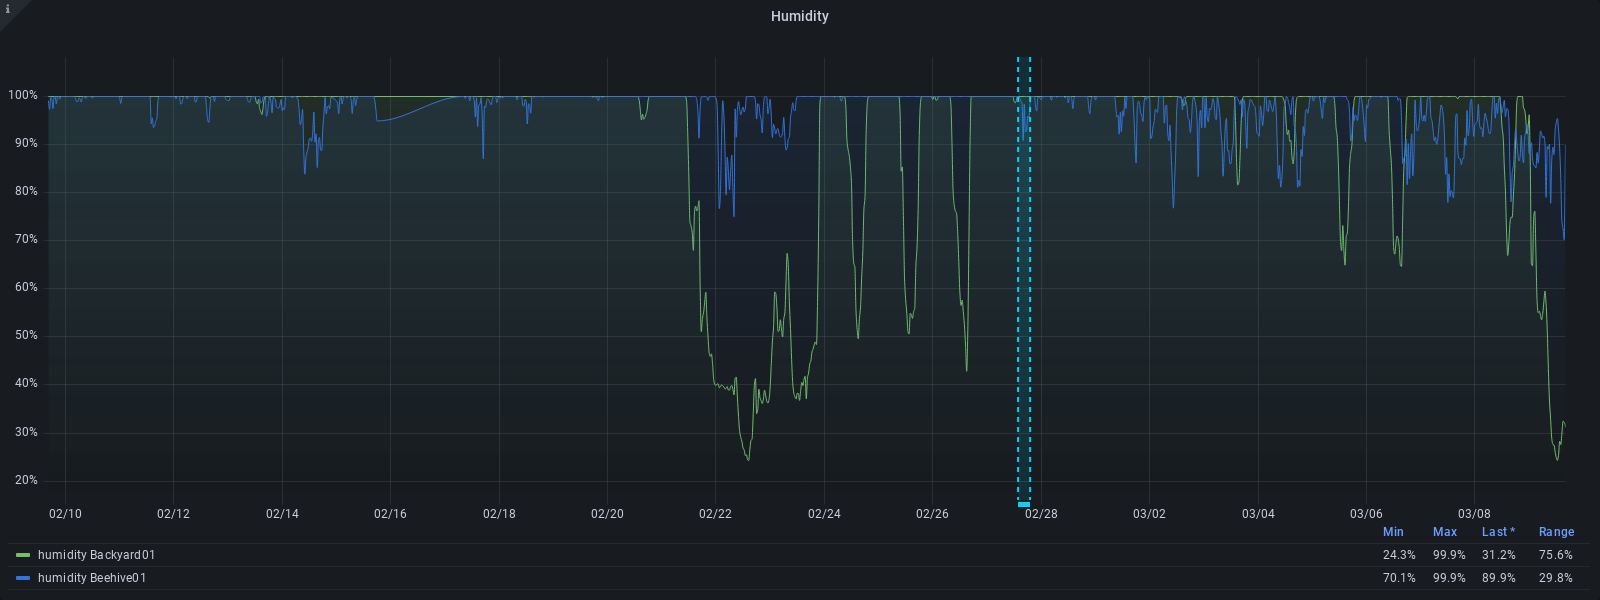 i
Humidity
100%
90%
80%
70%
60%
50%
40%
30%
20%
02/10 02/12 02/14 02/16 02/18 02/20 02/22 02/24 02/26 02/28 03/02 03/04 03/06 03/08
Min Max Last * Range
humidity Backyard01 24.3% 99.9% 31.2% 75.6%
humidity Beehive01 70.1% 99.9% 89.9% 29.8%